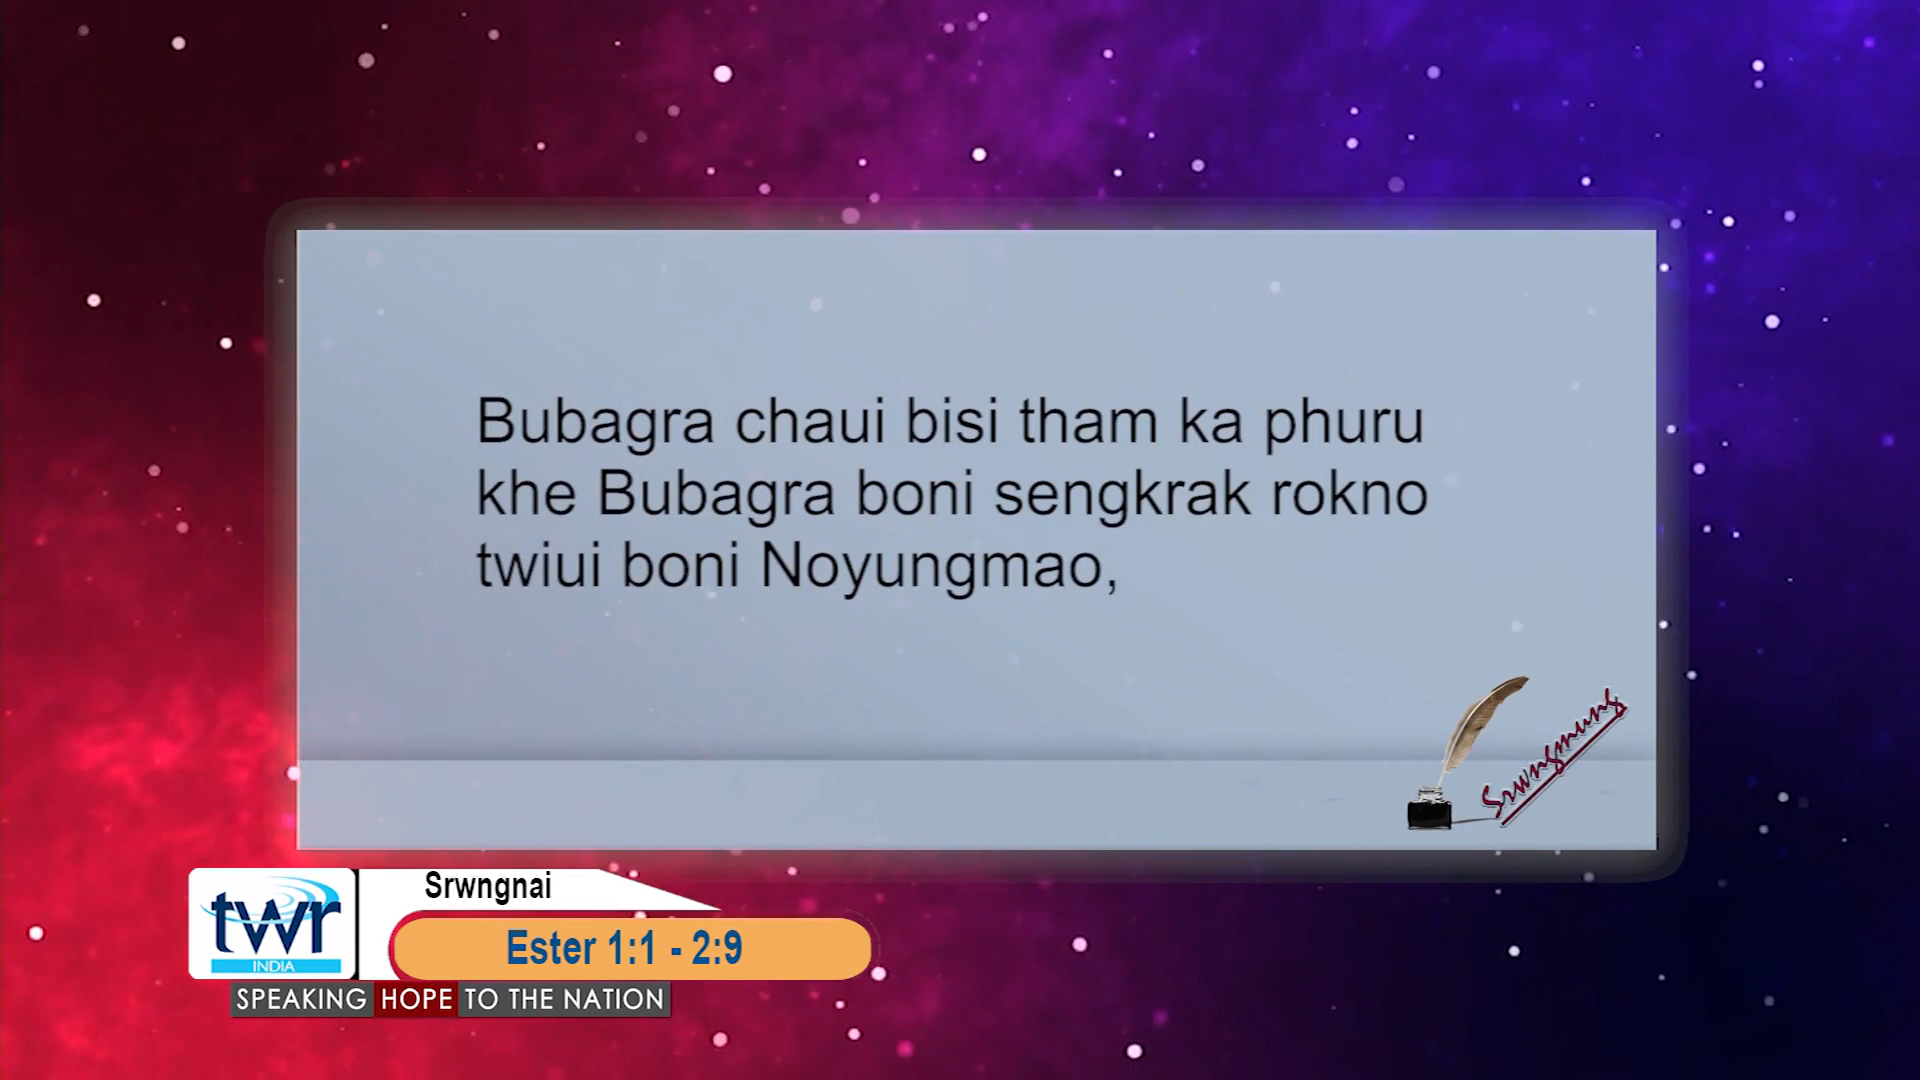 Bubagra chaui bisi tham ka phuru
khe Bubagra boni sengkrak rokno
twiui boni Noyungmao,
Srwngmung
twr
INDIA
Srwngnai
Ester 1:1 - 2:9
SPEAKING HOPE TO THE NATION